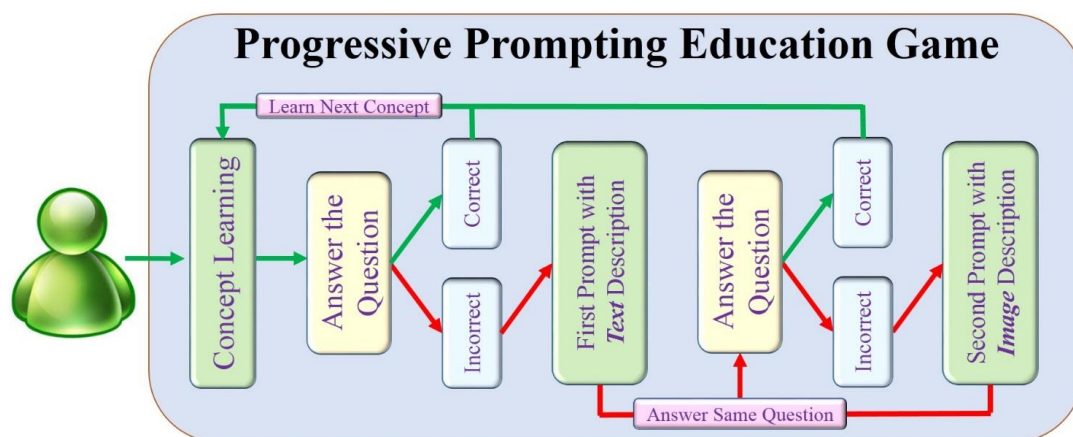 Progressive Prompting Education Game
Learn Next Concept
Concept Learning
Answer the
Question
Correct
Incorrect
First Prompt with
Text Description
Answer the
Question
Correct
Incorrect
Second Prompt with
Image Description
Answer Same Question